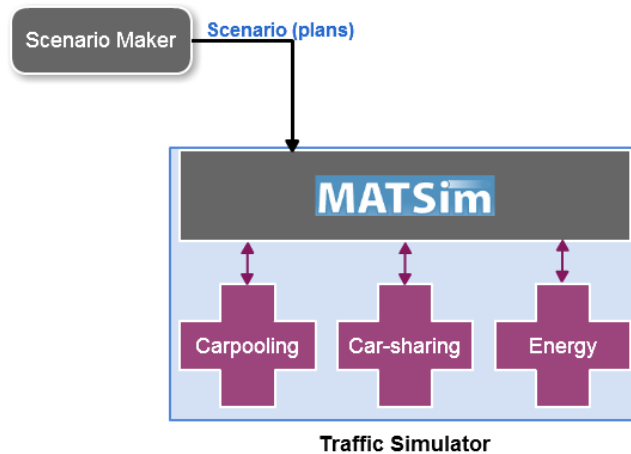 Scenario Maker
Scenario (plans)
MATSim
Carpooling
Car-sharing
Energy
Traffic Simulator